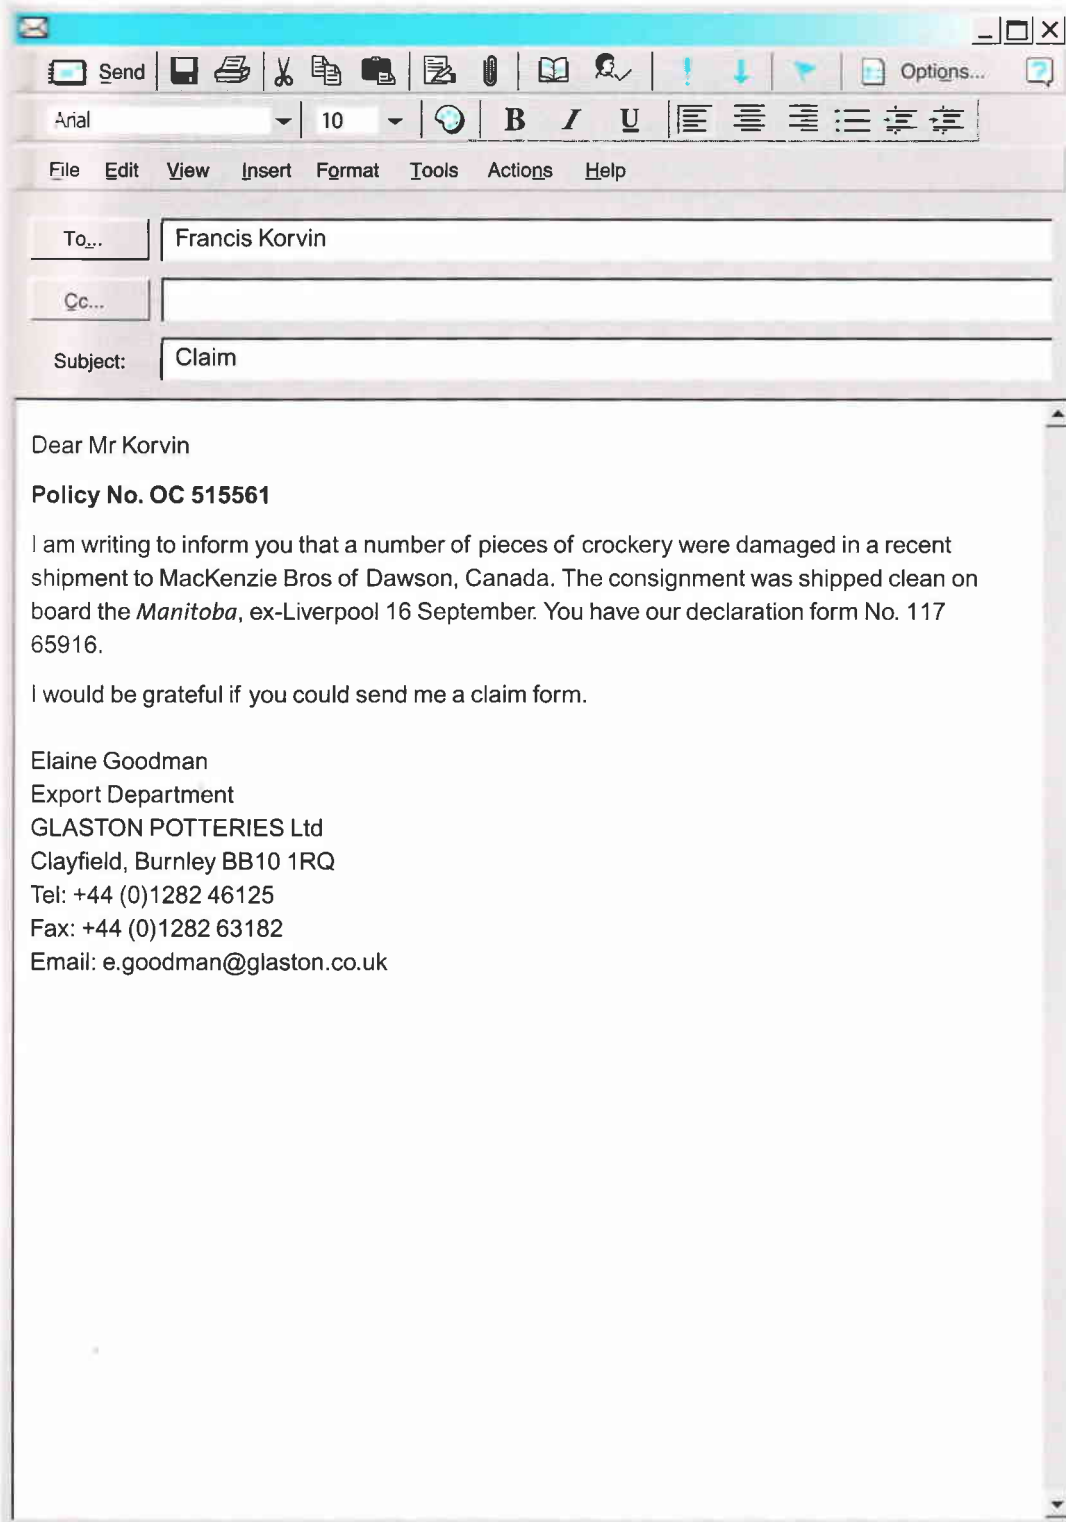 Send
Options...
Arial
10
B I U
File Edit View Insert Format Tools Actions Help
To...
Francis Korvin
Cc...
Subject:
Claim
Dear Mr Korvin
Policy No. OC 515561
I am writing to inform you that a number of pieces of crockery were damaged in a recent
shipment to MacKenzie Bros of Dawson, Canada. The consignment was shipped clean on
board the Manitoba, ex-Liverpool 16 September. You have our declaration form No. 117
65916.
I would be grateful if you could send me a claim form.
Elaine Goodman
Export Department
GLASTON POTTERIES Ltd
Clayfield, Burnley BB10 1RQ
Tel: +44 (0)1282 46125
Fax: +44 (0)1282 63182
Email: e.goodman@glaston.co.uk